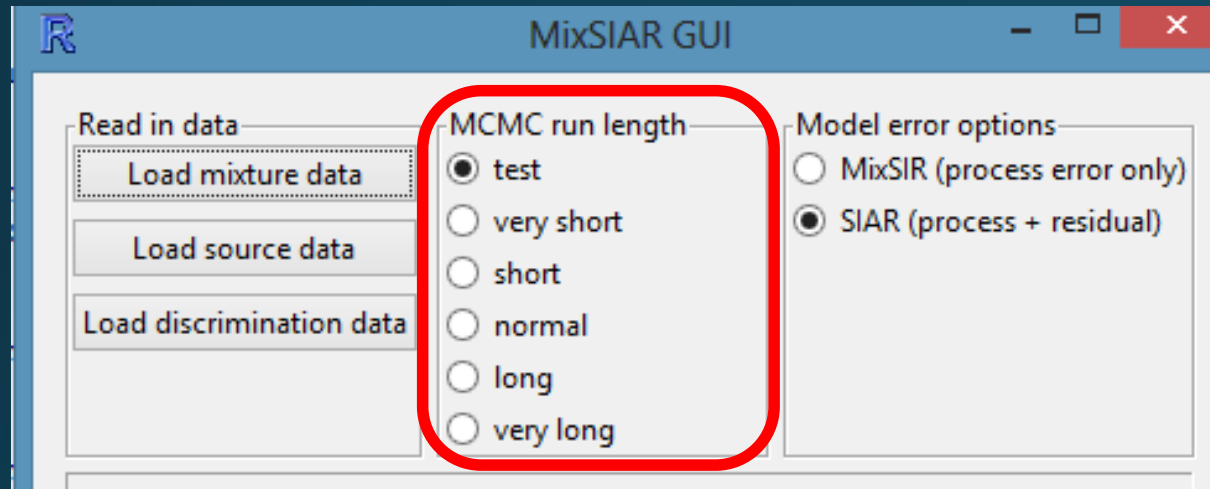 R
MixSIAR GUI
Read in data
Load mixture data
Load source data
Load discrimination data
MCMC run length
test
very short
short
normal
long
very long
Model error options
MixSIR (process error only)
SIAR (process + residual)